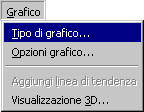 Grafico
Tipo di grafico...
Opzioni grafico...
Aggiungi linea di tendenza
Visualizzazione 3D...